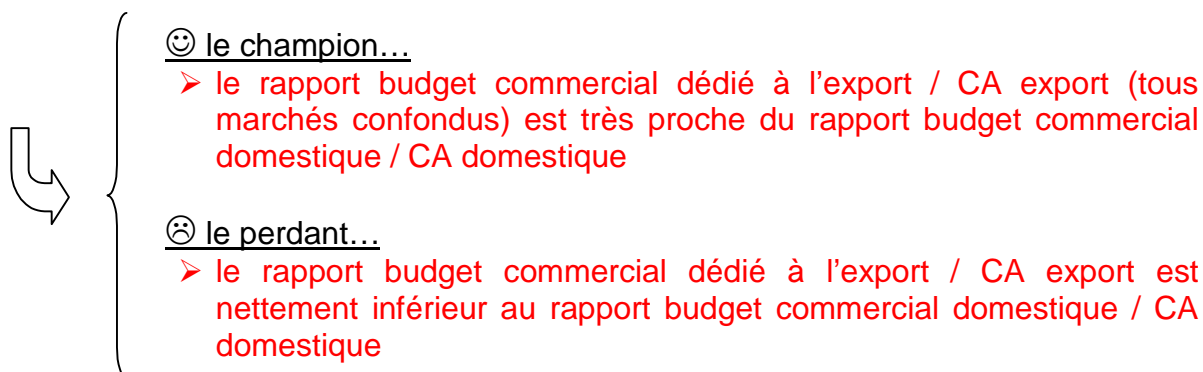 ☺ le champion…
➢ le rapport budget commercial dédié à l’export / CA export (tous
marchés confondus) est très proche du rapport budget commercial
domestique / CA domestique
☹ le perdant…
➢ le rapport budget commercial dédié à l’export / CA export est
nettement inférieur au rapport budget commercial domestique / CA
domestique